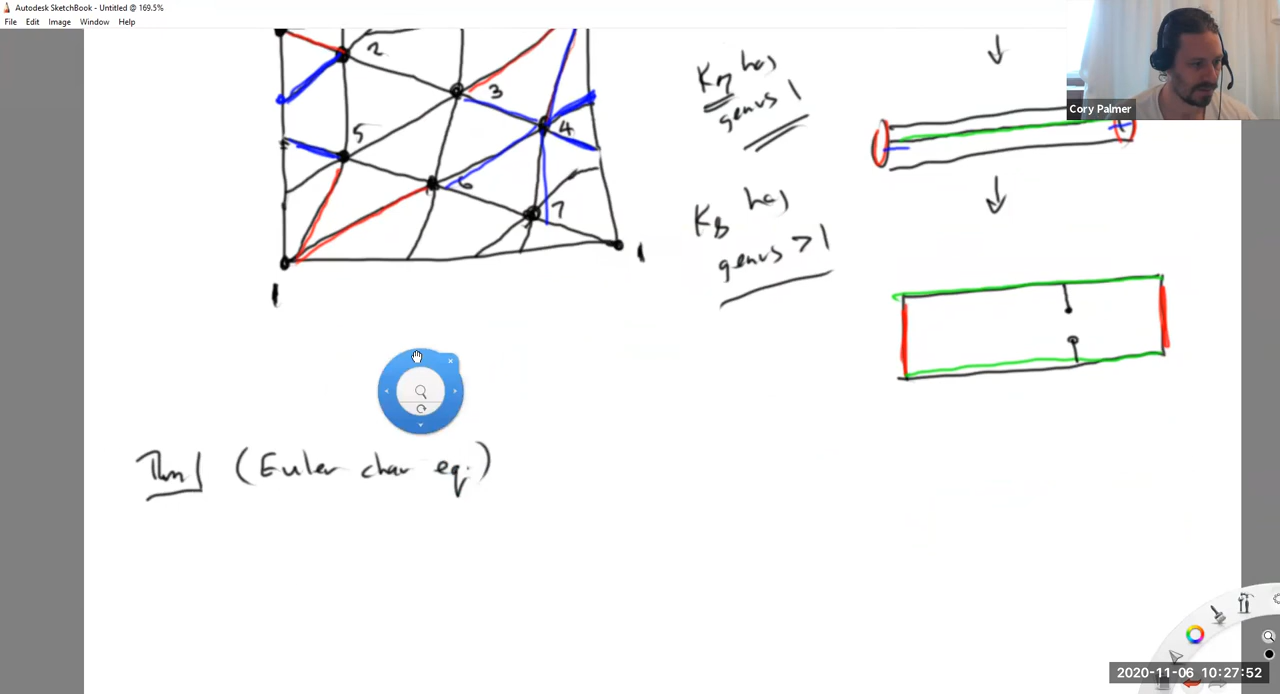 Autodesk SketchBook - Untitled @ 169.5%
File Edit Image Window Help
Cory Palmer
2
3
4
5
6
7
1
1
K7 has
genus 1
K8 has
genus > 1
Thm (Euler char eq.)
2020-11-06 10:27:52